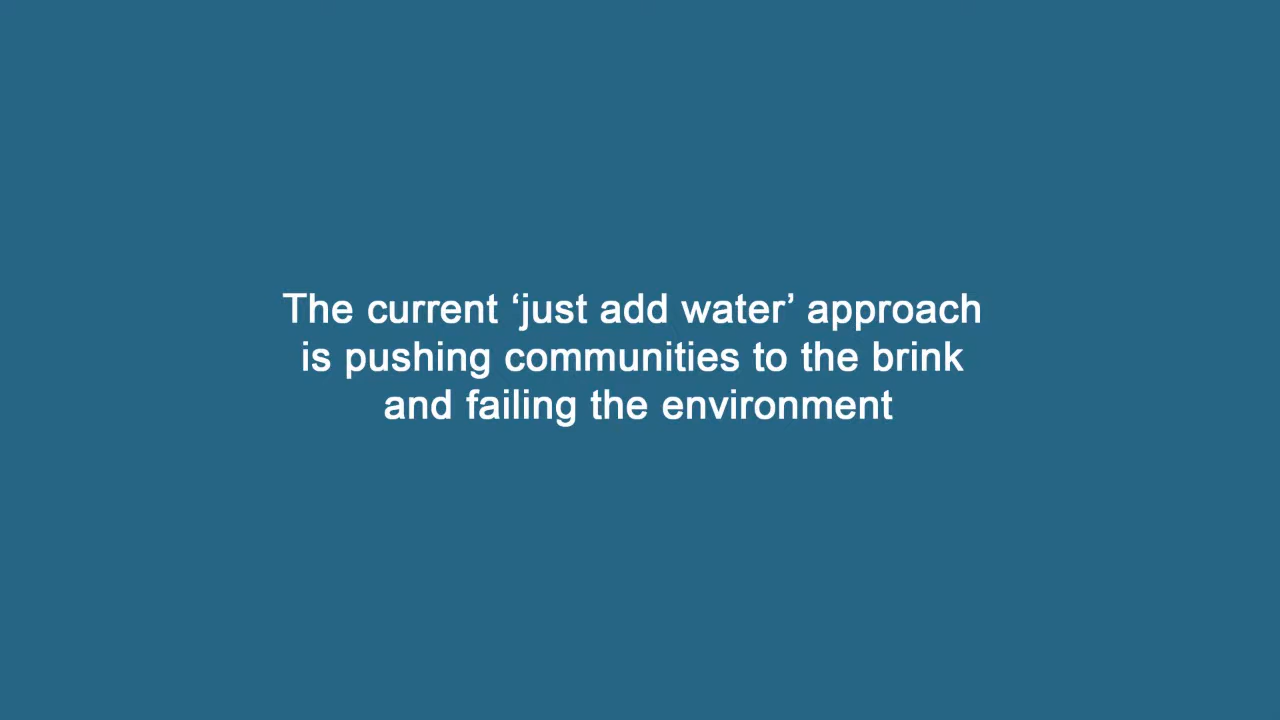 The current ‘just add water’ approach
is pushing communities to the brink
and failing the environment